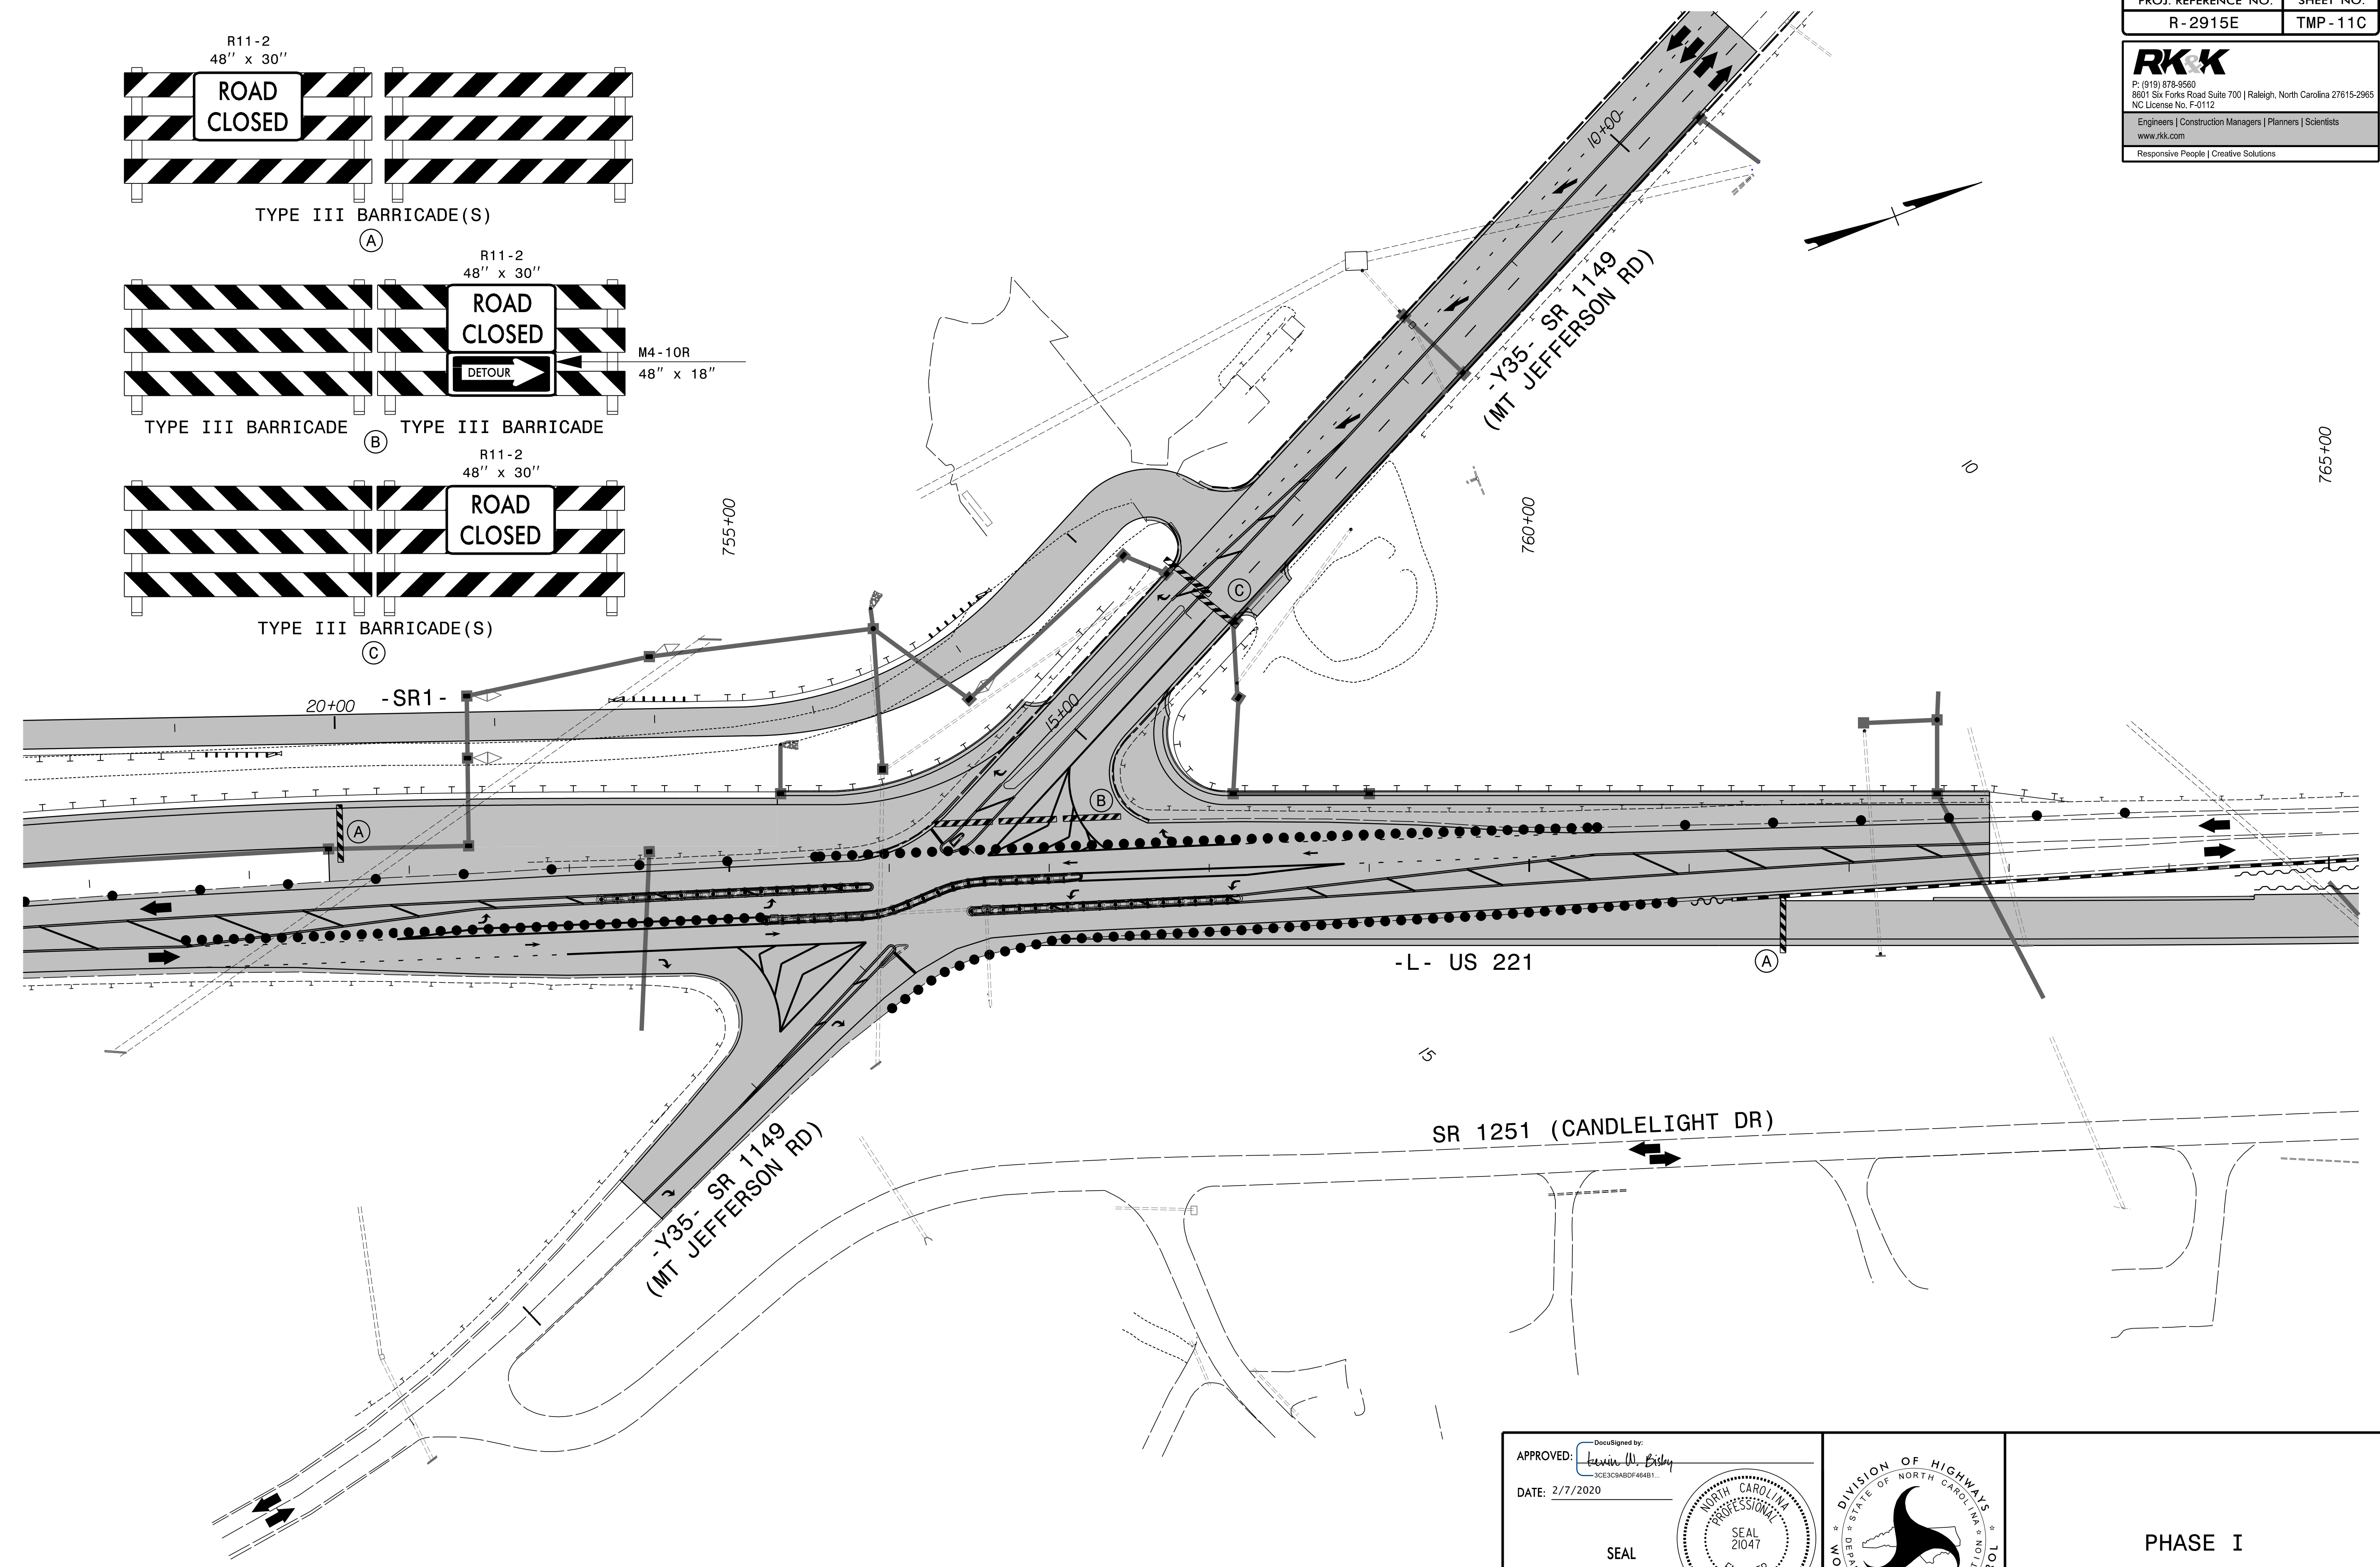 PROJ. REFERENCE NO.
SHEET NO.
R-2915E
TMP-11C
RK&K
P: (919) 878-9560
8601 Six Forks Road Suite 700 | Raleigh, North Carolina 27615-2965
NC License No. F-0112
Engineers | Construction Managers | Planners | Scientists
www.rkk.com
Responsive People | Creative Solutions
R11-2
48" x 30"
ROAD
CLOSED
TYPE III BARRICADE(S)
A
R11-2
48" x 30"
ROAD
CLOSED
DETOUR
M4-10R
48" x 18"
TYPE III BARRICADE
TYPE III BARRICADE
B
R11-2
48" x 30"
ROAD
CLOSED
TYPE III BARRICADE(S)
C
10+00
-Y35- SR 1149
(MT JEFFERSON RD)
755+00
760+00
10
765+00
C
20+00
-SR1-
15+00
A
B
-L- US 221
A
15
SR 1251 (CANDLELIGHT DR)
-Y35- SR 1149
(MT JEFFERSON RD)
APPROVED:
DocuSigned by:
Kevin W. Bisby
3CE3C9ABDF464B1...
DATE: 2/7/2020
SEAL
NORTH CAROLINA
PROFESSIONAL
SEAL
21047
DIVISION OF HIGHWAYS
STATE OF NORTH CAROLINA
PHASE I